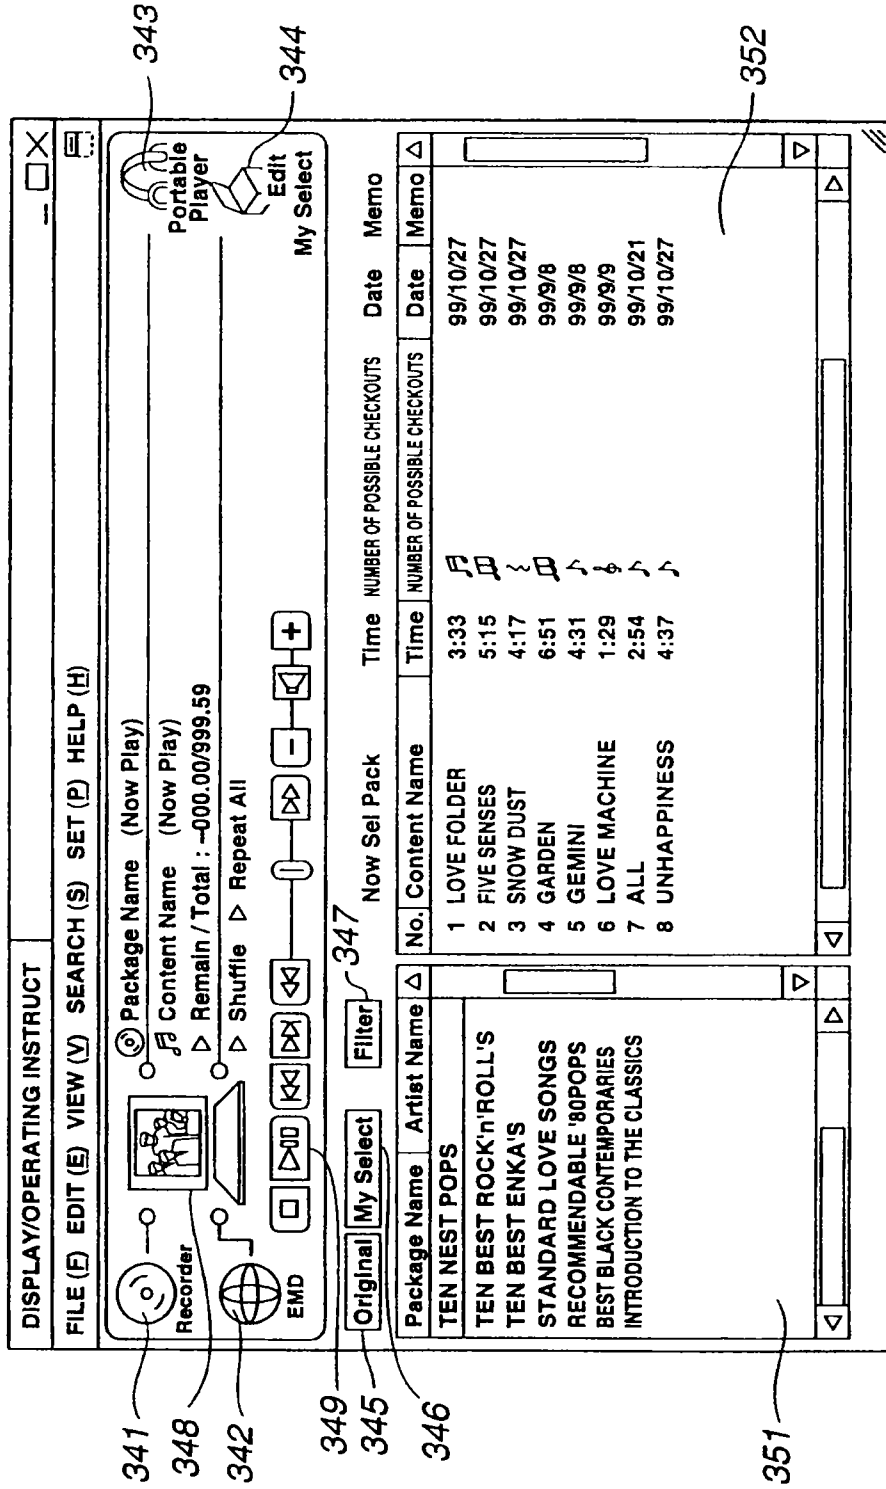 DISPLAY/OPERATING INSTRUCT
FILE (F) EDIT (E) VIEW (V) SEARCH (S) SET (P) HELP (H)
341
348
342
349
345
346
347
343
344
Recorder
EMD
Package Name (Now Play)
Content Name (Now Play)
▷ Remain / Total : –000.00/999.59
▷ Shuffle ▷ Repeat All
Portable
Player
Edit
My Select
Original My Select Filter
Now Sel Pack Time NUMBER OF POSSIBLE CHECKOUTS Date Memo
Package Name Artist Name
TEN NEST POPS
TEN BEST ROCK'n'ROLL'S
TEN BEST ENKA'S
STANDARD LOVE SONGS
RECOMMENDABLE '80POPS
BEST BLACK CONTEMPORARIES
INTRODUCTION TO THE CLASSICS
351
No. Content Name Time NUMBER OF POSSIBLE CHECKOUTS Date Memo
1 LOVE FOLDER 3:33 99/10/27
2 FIVE SENSES 5:15 99/10/27
3 SNOW DUST 4:17 99/10/27
4 GARDEN 6:51 99/9/8
5 GEMINI 4:31 99/9/8
6 LOVE MACHINE 1:29 99/9/9
7 ALL 2:54 99/10/21
8 UNHAPPINESS 4:37 99/10/27
352